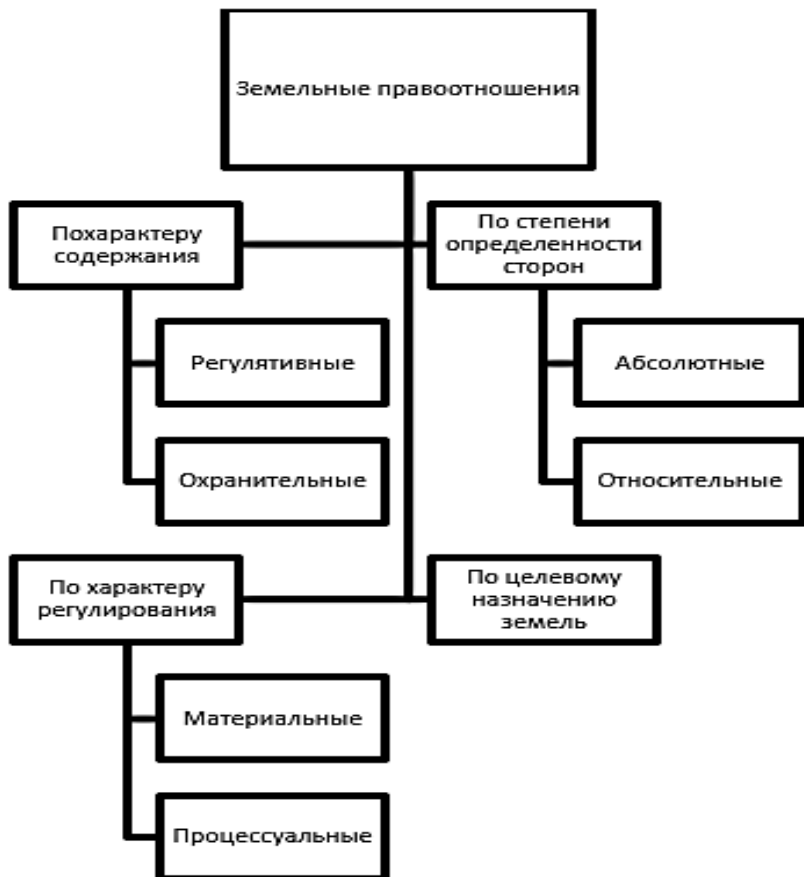 Земельные правоотношения
Похарактеру
содержания
По степени
определенности
сторон
Регулятивные
Абсолютные
Охранительные
Относительные
По характеру
регулирования
По целевому
назначению
земель
Материальные
Процессуальные